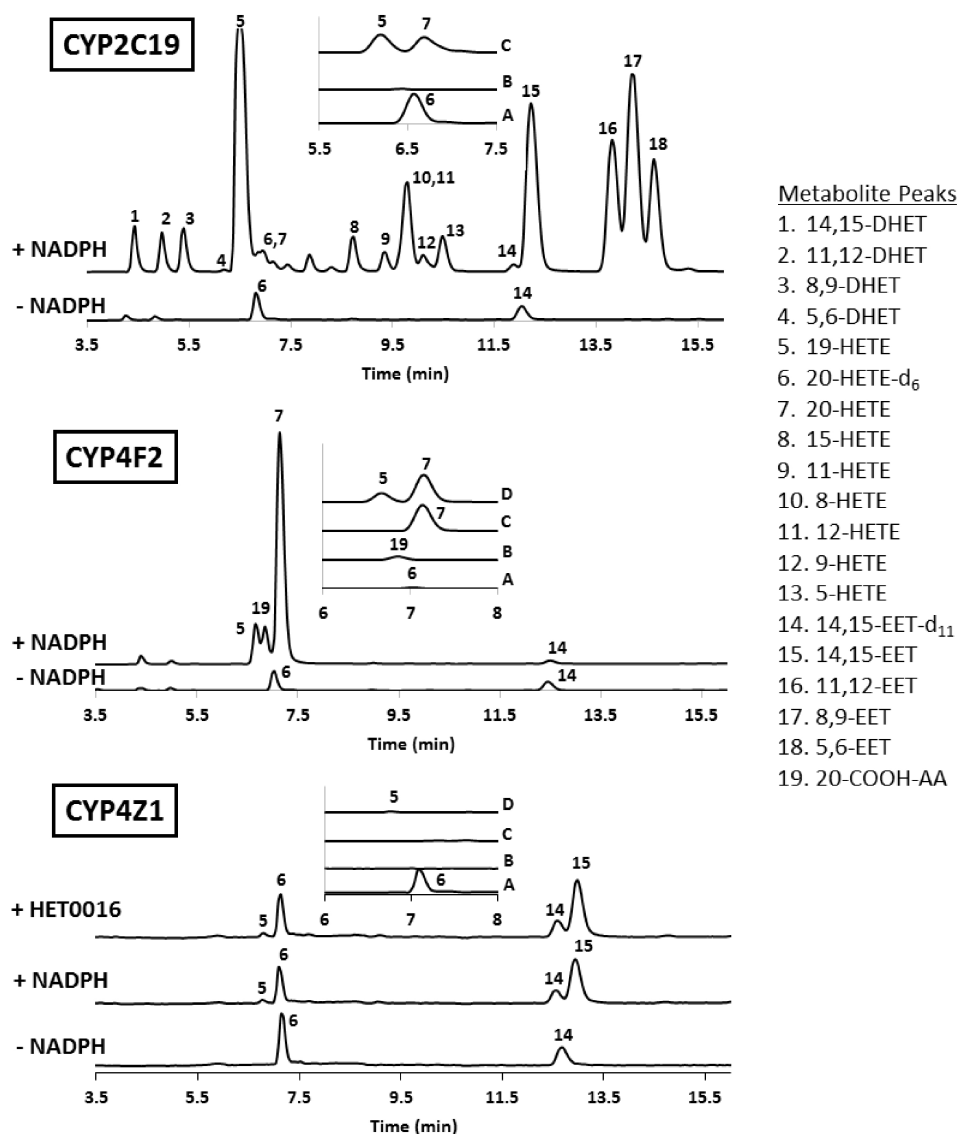 CYP2C19
5
5
7
C
B
6
A
5.5
6.5
7.5
17
15
16
18
1
2
3
10,11
8
9
12
13
6,7
4
14
+ NADPH
- NADPH
6
14
3.5
5.5
7.5
9.5
11.5
13.5
15.5
Time (min)
CYP4F2
7
5
7
D
7
C
19
B
6
A
6
7
8
5
19
14
+ NADPH
- NADPH
6
14
3.5
5.5
7.5
9.5
11.5
13.5
15.5
Time (min)
CYP4Z1
5
D
C
B
6
A
6
7
8
+ HET0016
5
6
14
15
+ NADPH
5
6
14
15
- NADPH
6
14
3.5
5.5
7.5
9.5
11.5
13.5
15.5
Time (min)
Metabolite Peaks
1. 14,15-DHET
2. 11,12-DHET
3. 8,9-DHET
4. 5,6-DHET
5. 19-HETE
6. 20-HETE-d6
7. 20-HETE
8. 15-HETE
9. 11-HETE
10. 8-HETE
11. 12-HETE
12. 9-HETE
13. 5-HETE
14. 14,15-EET-d11
15. 14,15-EET
16. 11,12-EET
17. 8,9-EET
18. 5,6-EET
19. 20-COOH-AA